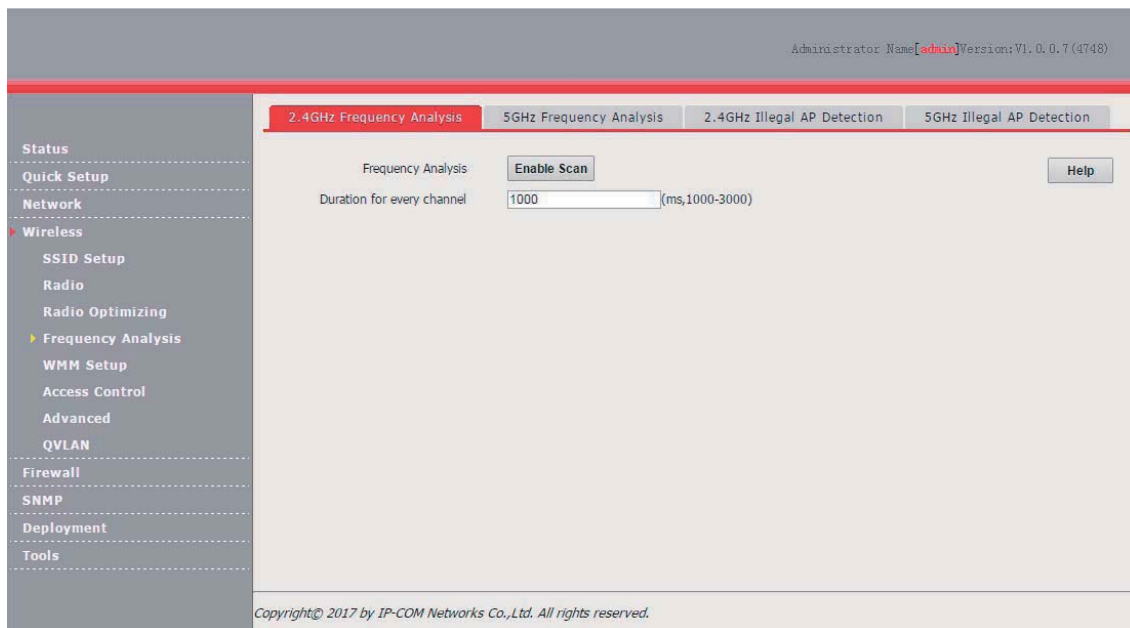 Administrator Name[admin]Version:V1.0.0.7(4748)
2.4GHz Frequency Analysis
5GHz Frequency Analysis
2.4GHz Illegal AP Detection
5GHz Illegal AP Detection
Status
Quick Setup
Network
Wireless
SSID Setup
Radio
Radio Optimizing
Frequency Analysis
WMM Setup
Access Control
Advanced
QVLAN
Firewall
SNMP
Deployment
Tools
Frequency Analysis
Enable Scan
Help
Duration for every channel
1000
(ms,1000-3000)
Copyright© 2017 by IP-COM Networks Co.,Ltd. All rights reserved.